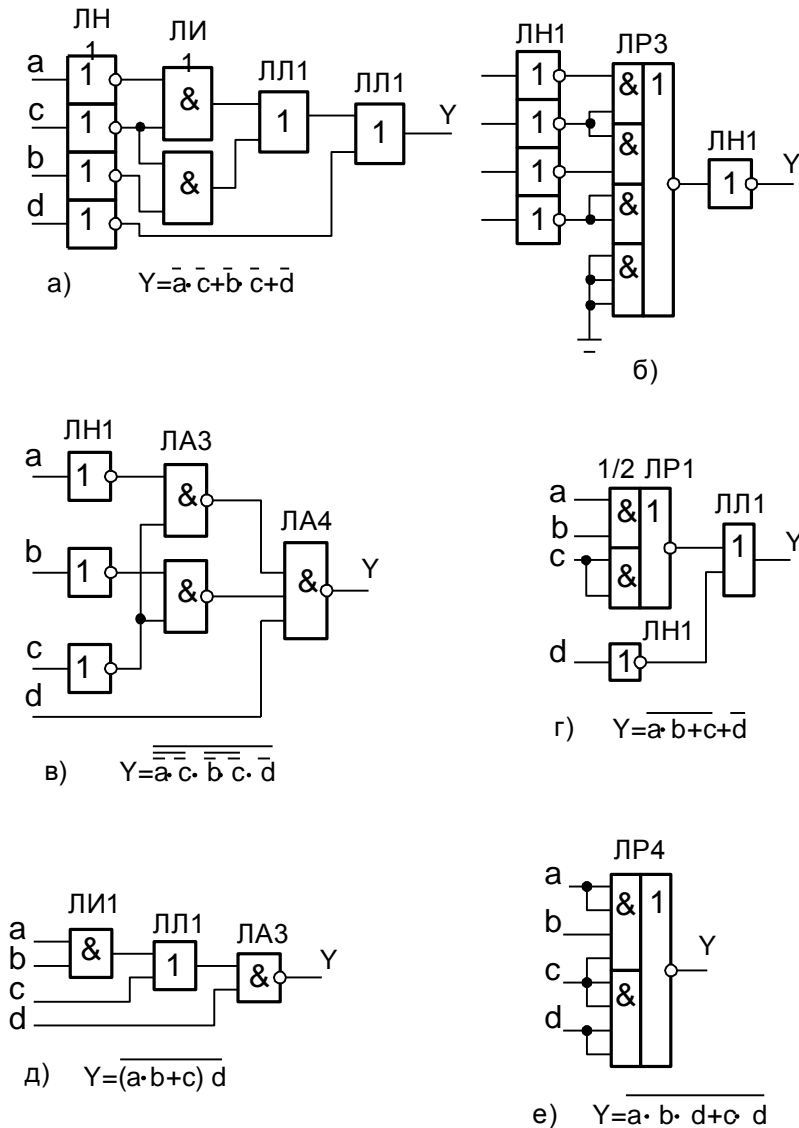 ЛН
1
ЛИ
1
ЛЛ1
ЛЛ1
a
c
b
d
1
1
1
1
&
&
1
1
Y
а)
Y=a̅·c̅+b̅·c̅+d̅
ЛН1
ЛР3
1
1
1
1
&
&
&
&
1
ЛН1
1
Y
б)
ЛН1
ЛА3
ЛА4
a
b
c
d
1
1
1
&
&
&
Y
в)
Y=a̅·c̅·b̅·c̅·d̅
1/2 ЛР1
ЛЛ1
a
b
c
&
&
1
1
Y
ЛН1
d
1
г)
Y=a·b+c+d̅
ЛИ1
ЛЛ1
ЛА3
a
b
c
d
&
1
&
Y
д)
Y=(a·b+c) d
ЛР4
a
b
c
d
&
&
1
Y
е)
Y=a·b·d+c·d